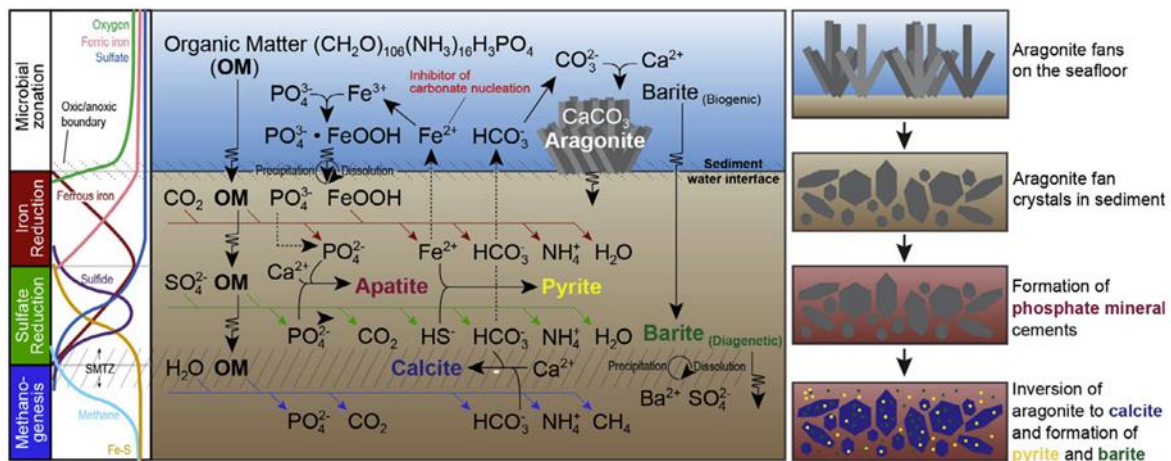 Oxygen
Ferric iron
Sulfate
Microbial
zonation
Oxic/anoxic
boundary
Ferrous iron
Iron
Reduction
Sulfide
Sulfate
Reduction
SMTZ
Methano-
genesis
Methane
Fe-S
Organic Matter (CH₂O)₁₀₆(NH₃)₁₆H₃PO₄
(OM)
PO₄³⁻ Fe³⁺
Inhibitor of
carbonate nucleation
CO₃²⁻ Ca²⁺
Barite (Biogenic)
PO₄³⁻ • FeOOH Fe²⁺ HCO₃⁻
CaCO₃
Aragonite
Precipitation Dissolution
Sediment
water interface
CO₂ OM PO₄³⁻ FeOOH
PO₄²⁻ Fe²⁺ HCO₃⁻ NH₄⁺ H₂O
SO₄²⁻ OM Ca²⁺ Apatite Pyrite
PO₄²⁻ CO₂ HS⁻ HCO₃⁻ NH₄⁺ H₂O
Barite (Diagenetic)
H₂O OM Calcite Ca²⁺
Precipitation Dissolution
Ba²⁺ SO₄²⁻
PO₄²⁻ CO₂ HCO₃⁻ NH₄⁺ CH₄
Aragonite fans
on the seafloor
Aragonite fan
crystals in sediment
Formation of
phosphate mineral
cements
Inversion of
aragonite to calcite
and formation of
pyrite and barite